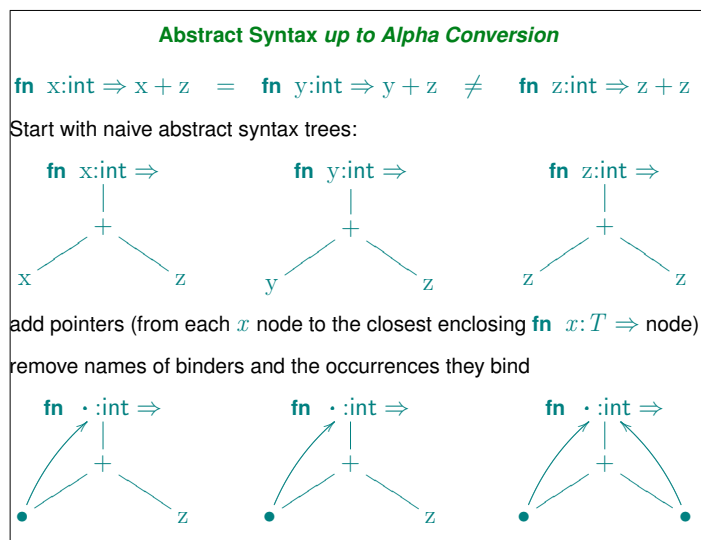 Abstract Syntax up to Alpha Conversion
fn x:int ⇒ x + z = fn y:int ⇒ y + z ≠ fn z:int ⇒ z + z
Start with naive abstract syntax trees:
fn x:int ⇒ fn y:int ⇒ fn z:int ⇒
+ + +
x z y z z z
add pointers (from each x node to the closest enclosing fn x:T ⇒ node)
remove names of binders and the occurrences they bind
fn · :int ⇒ fn · :int ⇒ fn · :int ⇒
+ + +
• z • z • •